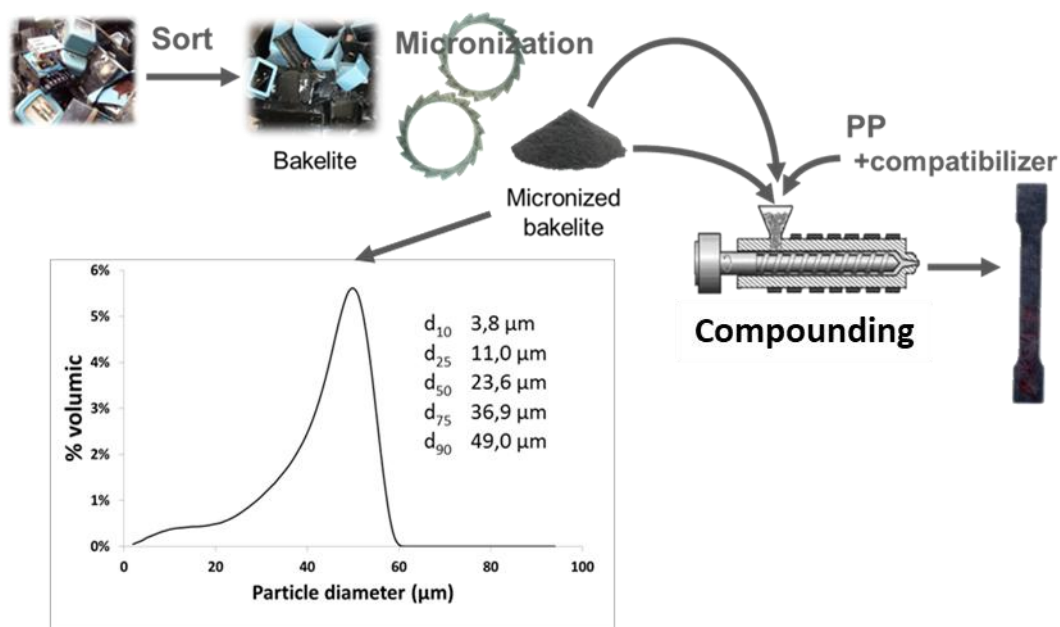 Sort
Micronization
Bakelite
Micronized
bakelite
PP
+compatibilizer
Compounding
6%
5%
4%
3%
2%
1%
0%
% volumic
d10 3,8 µm
d25 11,0 µm
d50 23,6 µm
d75 36,9 µm
d90 49,0 µm
0 20 40 60 80 100
Particle diameter (µm)